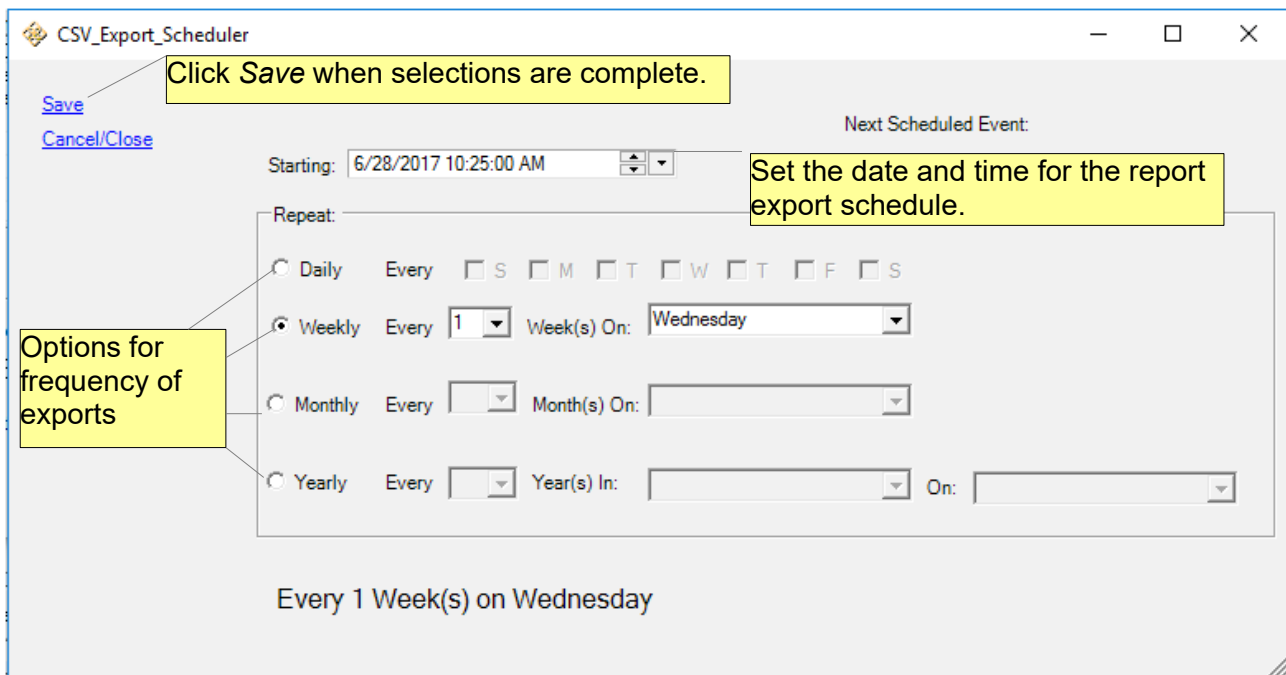 CSV_Export_Scheduler
Click Save when selections are complete.
Save
Cancel/Close
Next Scheduled Event:
Starting: 6/28/2017 10:25:00 AM
Set the date and time for the report
export schedule.
Repeat:
Daily Every S M T W T F S
Weekly Every 1 Week(s) On: Wednesday
Options for
frequency of
exports
Monthly Every Month(s) On:
Yearly Every Year(s) In: On:
Every 1 Week(s) on Wednesday